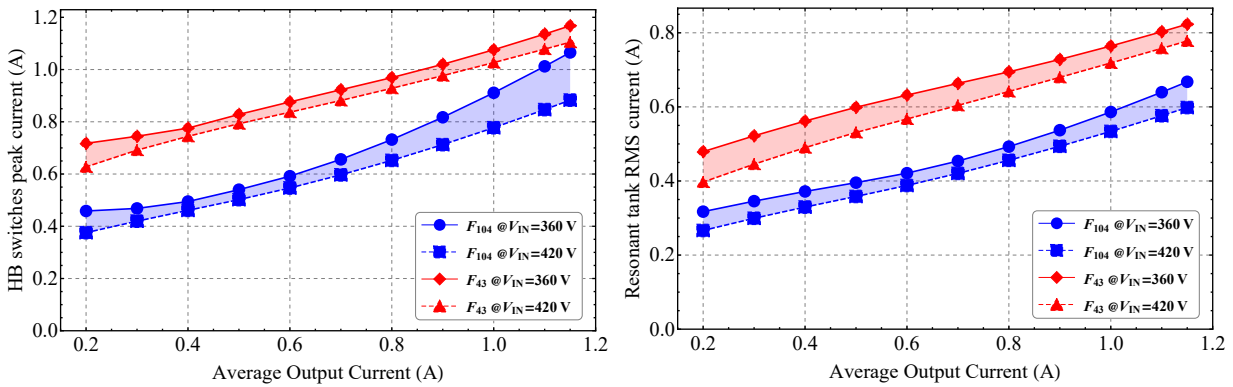 HB switches peak current (A)
1.2
1.0
0.8
0.6
0.4
0.2
0.0
F104 @VIN=360 V
F104 @VIN=420 V
F43 @VIN=360 V
F43 @VIN=420 V
0.2 0.4 0.6 0.8 1.0 1.2
Average Output Current (A)
Resonant tank RMS current (A)
0.8
0.6
0.4
0.2
0.0
F104 @VIN=360 V
F104 @VIN=420 V
F43 @VIN=360 V
F43 @VIN=420 V
0.2 0.4 0.6 0.8 1.0 1.2
Average Output Current (A)